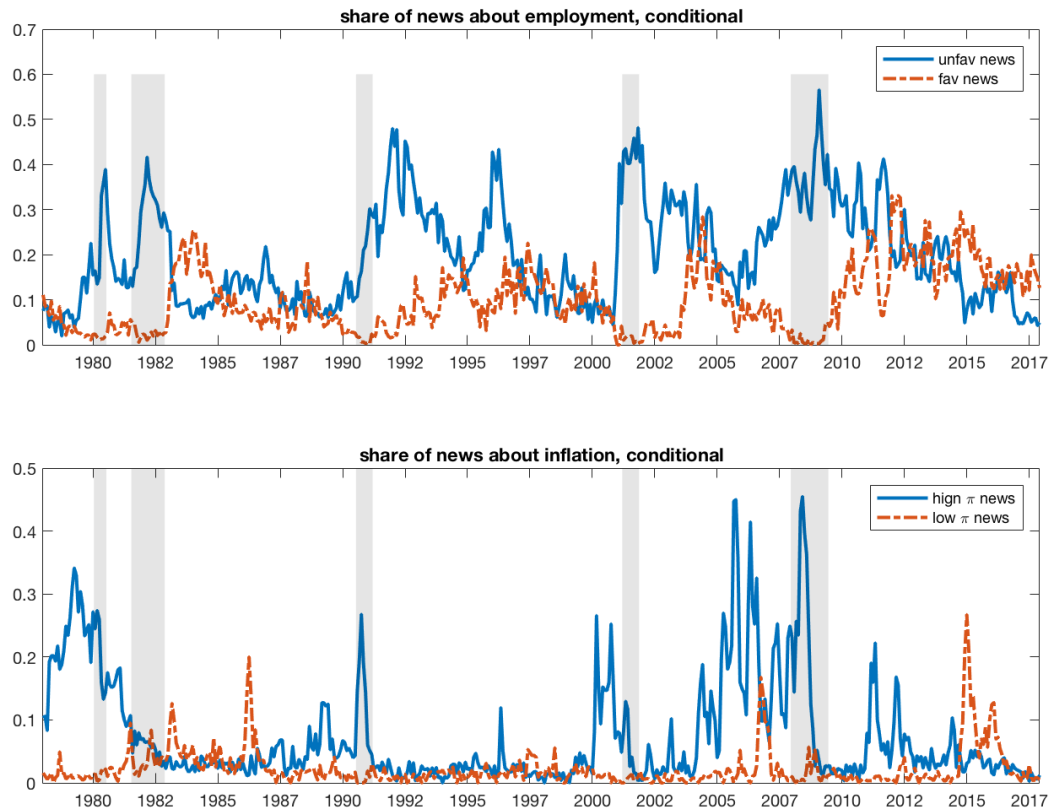 share of news about employment, conditional
0.7
unfav news
fav news
0.6
0.5
0.4
0.3
0.2
0.1
0
1980 1982 1985 1987 1990 1992 1995 1997 2000 2002 2005 2007 2010 2012 2015 2017
share of news about inflation, conditional
0.5
hign π news
low π news
0.4
0.3
0.2
0.1
0
1980 1982 1985 1987 1990 1992 1995 1997 2000 2002 2005 2007 2010 2012 2015 2017